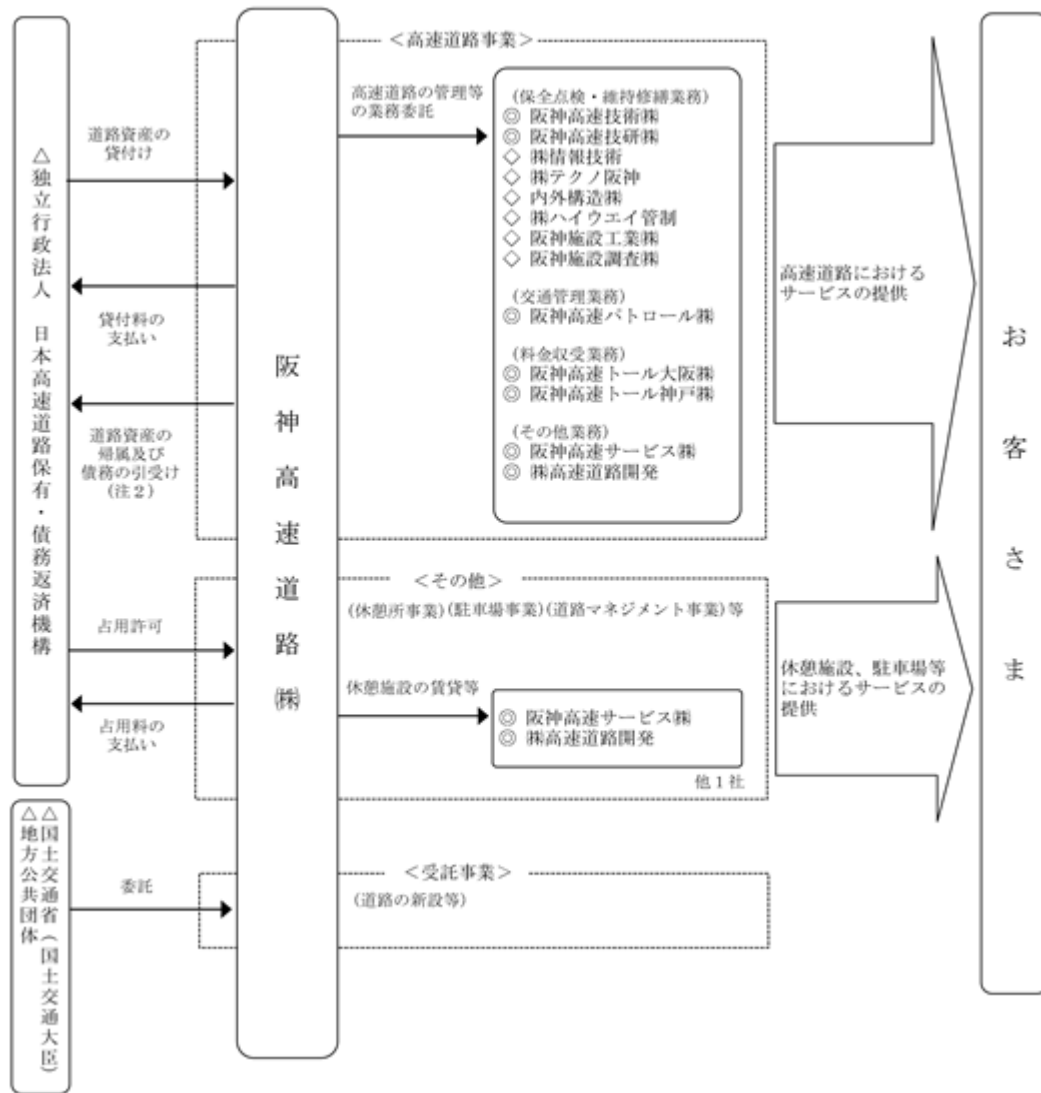 △独立行政法人 日本高速道路保有・債務返済機構
△国土交通省（国土交通大臣）
△地方公共団体
道路資産の
貸付け
貸付料の
支払い
道路資産の
帰属及び
債務の引受け
(注２)
占用許可
占用料の
支払い
委託
阪神高速道路㈱
＜高速道路事業＞
高速道路の管理等
の業務委託
(保全点検・維持修繕業務)
◎ 阪神高速技術㈱
◎ 阪神高速技研㈱
◇ ㈱情報技術
◇ ㈱テクノ阪神
◇ 内外構造㈱
◇ ㈱ハイウエイ管制
◇ 阪神施設工業㈱
◇ 阪神施設調査㈱
(交通管理業務)
◎ 阪神高速パトロール㈱
(料金収受業務)
◎ 阪神高速トール大阪㈱
◎ 阪神高速トール神戸㈱
(その他業務)
◎ 阪神高速サービス㈱
◎ ㈱高速道路開発
＜その他＞
(休憩所事業)(駐車場事業)(道路マネジメント事業)等
休憩施設の賃貸等
◎ 阪神高速サービス㈱
◎ ㈱高速道路開発
他１社
＜受託事業＞
(道路の新設等)
高速道路における
サービスの提供
休憩施設、駐車場等
におけるサービスの
提供
お客さま